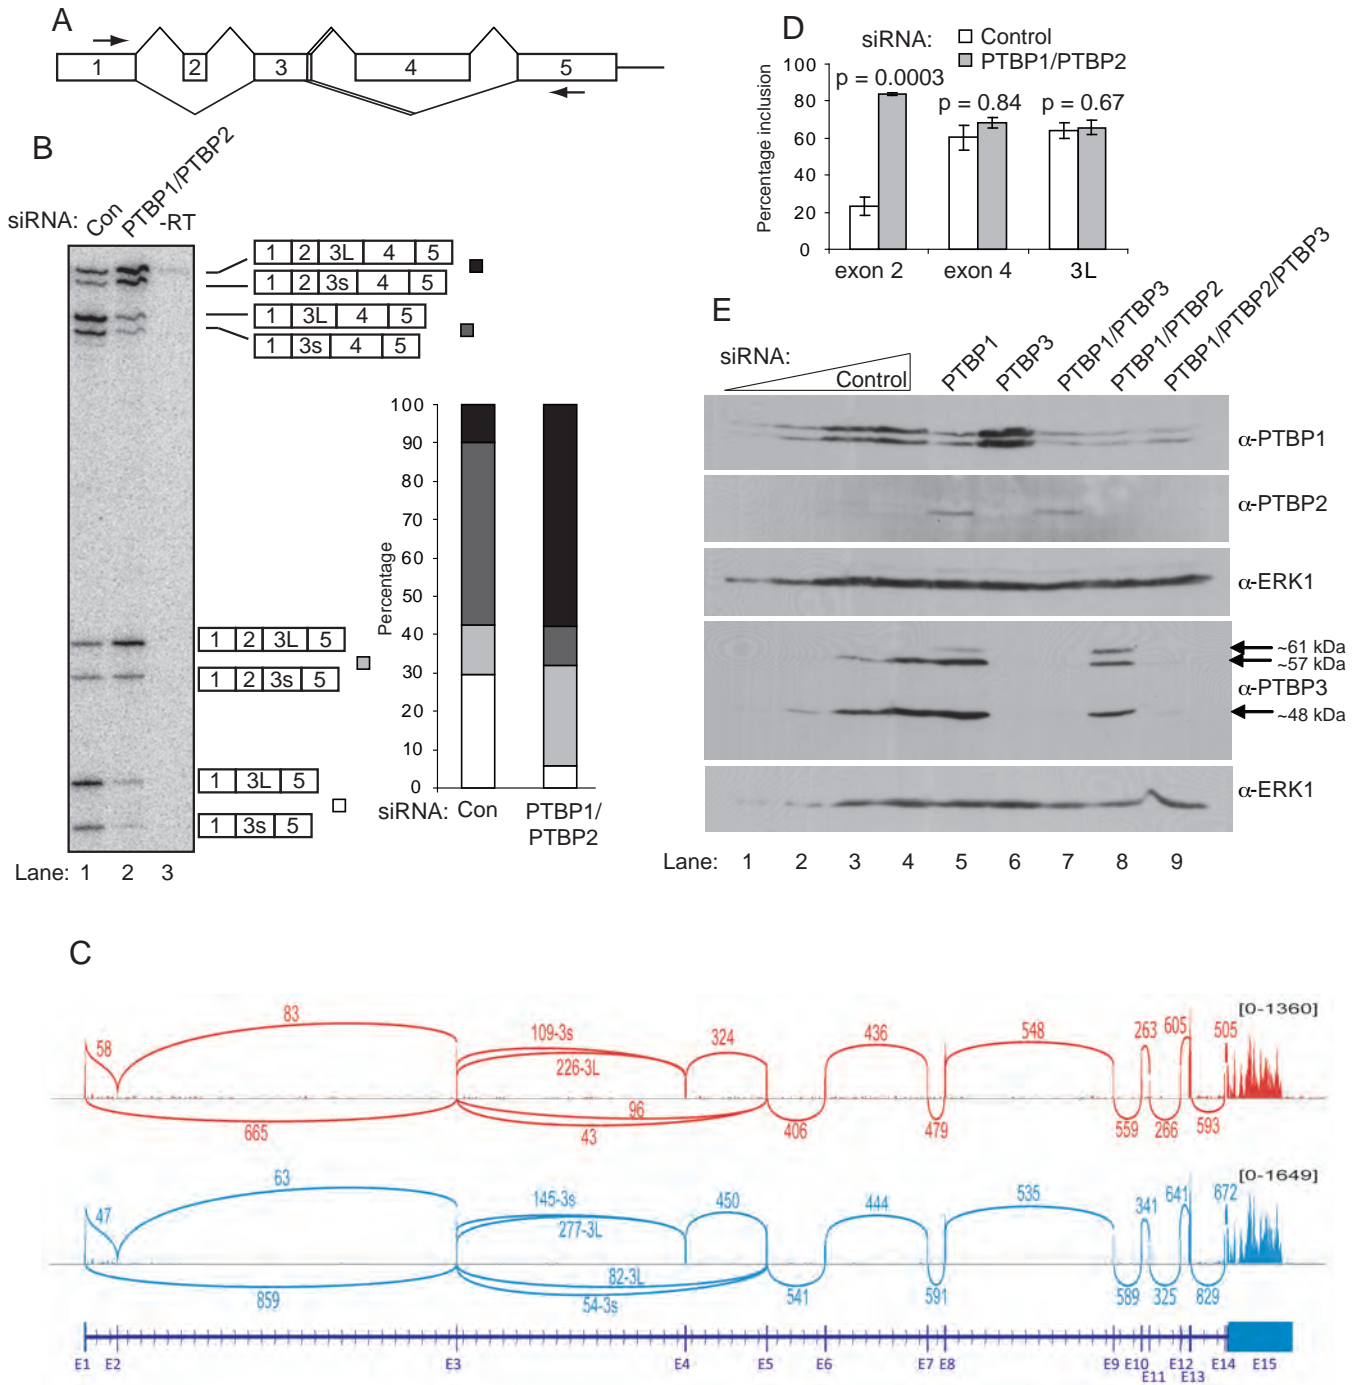 A
1 2 3 4 5
B
siRNA: Con PTBP1/PTBP2 -RT
1 2 3L 4 5
1 2 3s 4 5
1 3L 4 5
1 3s 4 5
1 2 3L 5
1 2 3s 5
1 3L 5
1 3s 5
Lane: 1 2 3
Percentage
100
90
80
70
60
50
40
30
20
10
0
siRNA: Con PTBP1/
PTBP2
D
siRNA: Control
PTBP1/PTBP2
Percentage inclusion
100
80
60
40
20
0
p = 0.0003
p = 0.84 p = 0.67
exon 2 exon 4 3L
E
siRNA: Control PTBP1 PTBP3 PTBP1/PTBP3 PTBP1/PTBP2 PTBP1/PTBP2/PTBP3
α-PTBP1
α-PTBP2
α-ERK1
~61 kDa
~57 kDa
α-PTBP3
~48 kDa
α-ERK1
Lane: 1 2 3 4 5 6 7 8 9
C
[0-1360]
58 83 109-3s 226-3L 324 436 548 263 605 505
665 96 43 406 479 559 266 593
[0-1649]
47 63 145-3s 277-3L 450 444 535 341 641 672
859 82-3L 54-3s 541 591 589 325 829
E1 E2 E3 E4 E5 E6 E7 E8 E9 E10 E11 E12 E13 E14 E15